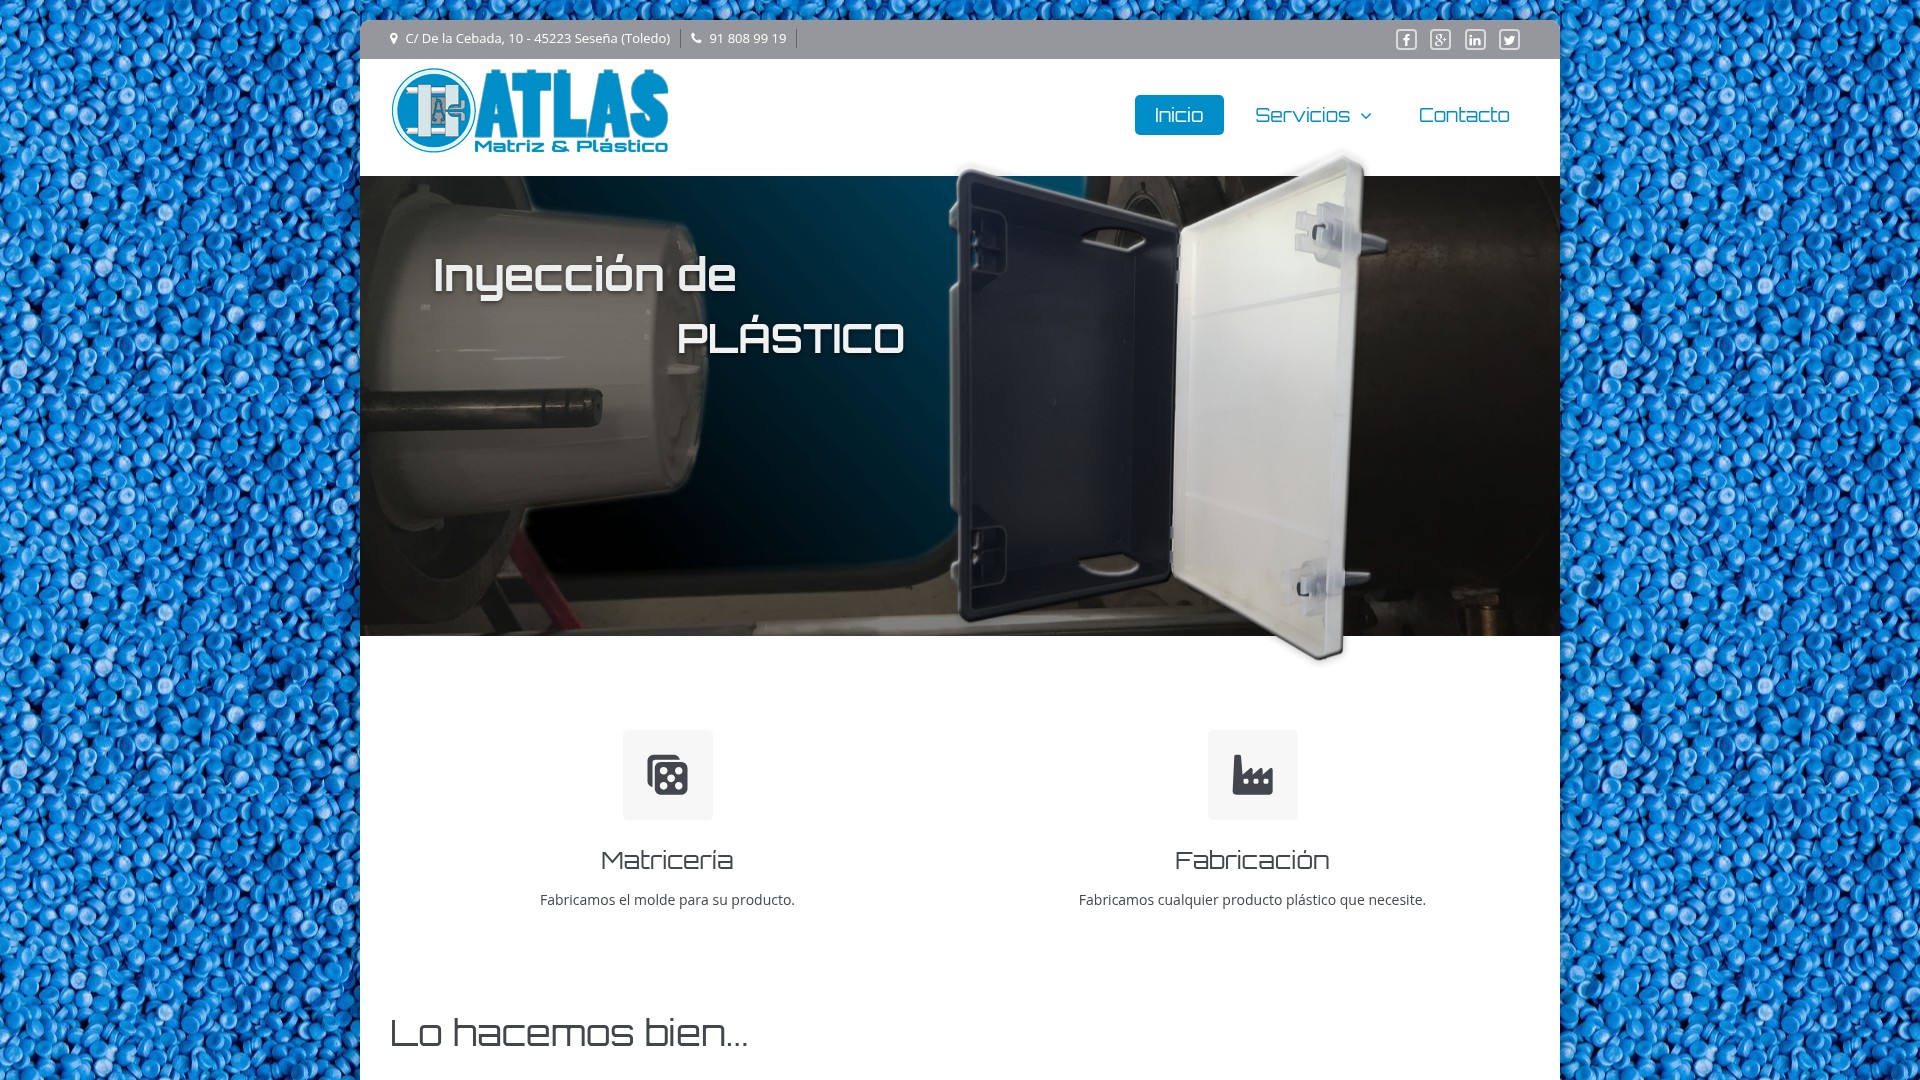 C/ De la Cebada, 10 - 45223 Seseña (Toledo)
91 808 99 19
ATLAS
Matriz & Plástico
Inicio
Servicios
Contacto
Inyección de
PLÁSTICO
Matricería
Fabricación
Fabricamos el molde para su producto.
Fabricamos cualquier producto plástico que necesite.
Lo hacemos bien...